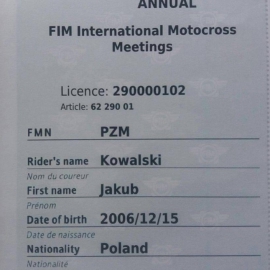 ANNUAL
FIM International Motocross
Meetings
Licence: 290000102
Article: 62 290 01
FMN PZM
Rider's name Kowalski
Nom du coureur
First name Jakub
Prénom
Date of birth 2006/12/15
Date de naissance
Nationality Poland
Nationalité